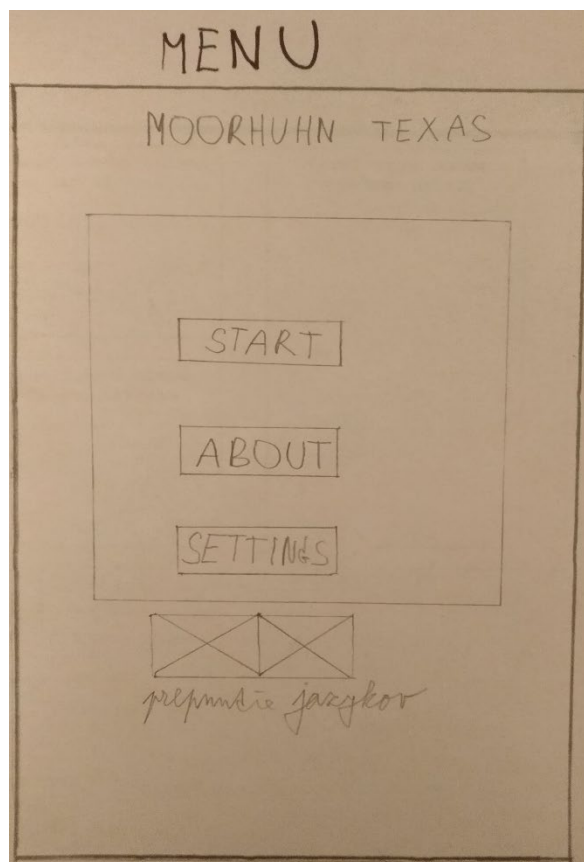 MENU
MOORHUHN TEXAS
START
ABOUT
SETTINGS
prepnutie jazykov